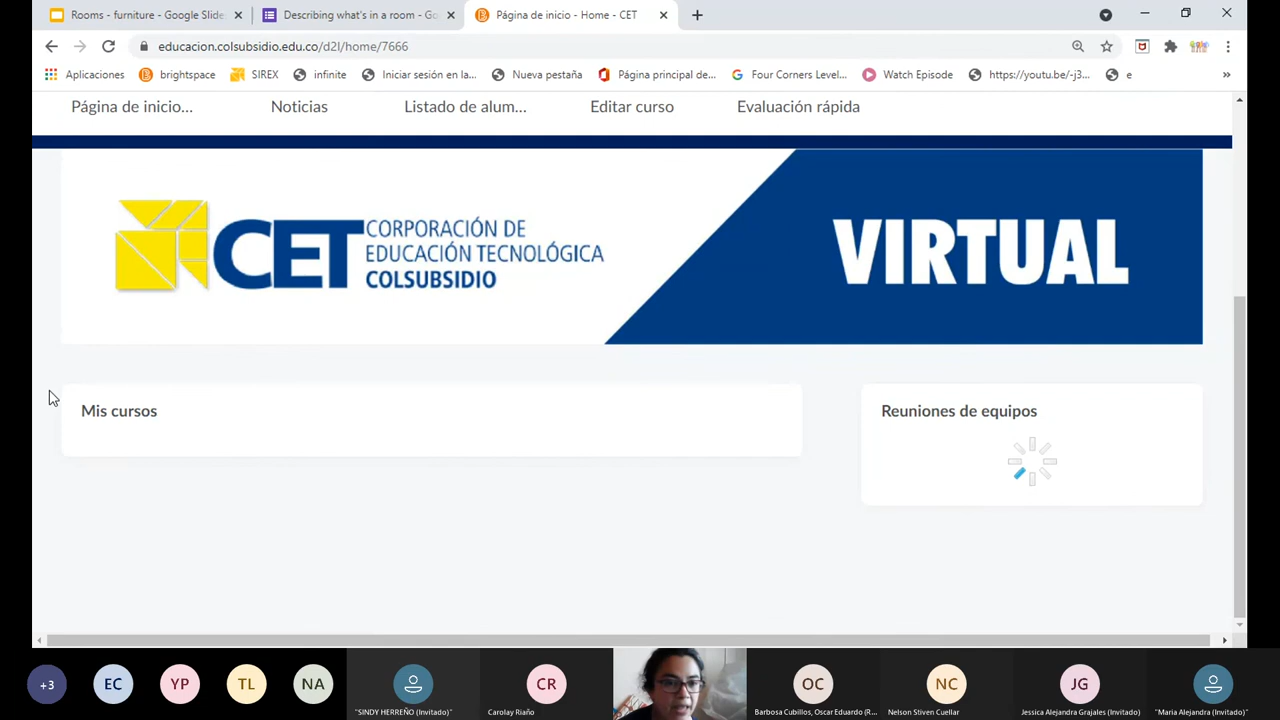 Rooms - furniture - Google Slide
Describing what's in a room - Go
Página de inicio - Home - CET
educacion.colsubsidio.edu.co/d2l/home/7666
Aplicaciones
brightspace
SIREX
infinite
Iniciar sesión en la...
Nueva pestaña
Página principal de...
Four Corners Level...
Watch Episode
https://youtu.be/-j3...
e
»
Página de inicio...
Noticias
Listado de alum...
Editar curso
Evaluación rápida
CET
CORPORACIÓN DE
EDUCACIÓN TECNOLÓGICA
COLSUBSIDIO
VIRTUAL
Mis cursos
Reuniones de equipos
+3
EC
YP
TL
NA
"SINDY HERREÑO (Invitado)"
CR
Carolay Riaño
OC
Barbosa Cubillos, Oscar Eduardo (R...
NC
Nelson Stiven Cuellar
JG
Jessica Alejandra Grajales (Invitado)
"Maria Alejandra (Invitado)"